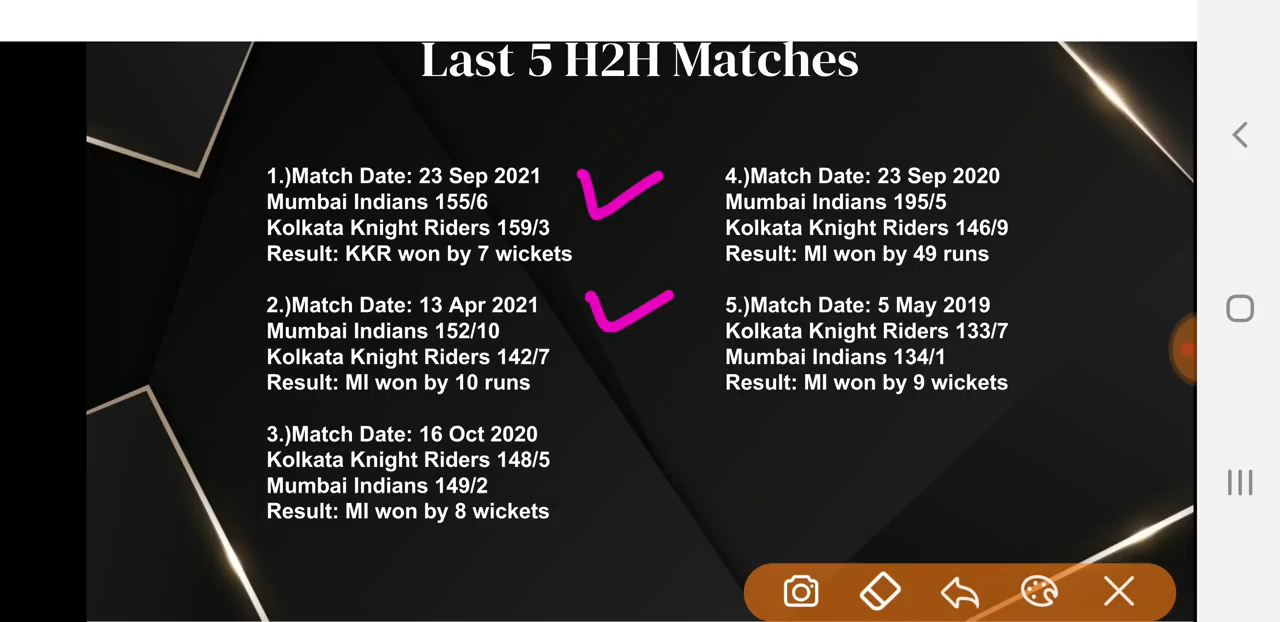 Last 5 H2H Matches
1.)Match Date: 23 Sep 2021
Mumbai Indians 155/6
Kolkata Knight Riders 159/3
Result: KKR won by 7 wickets
2.)Match Date: 13 Apr 2021
Mumbai Indians 152/10
Kolkata Knight Riders 142/7
Result: MI won by 10 runs
3.)Match Date: 16 Oct 2020
Kolkata Knight Riders 148/5
Mumbai Indians 149/2
Result: MI won by 8 wickets
4.)Match Date: 23 Sep 2020
Mumbai Indians 195/5
Kolkata Knight Riders 146/9
Result: MI won by 49 runs
5.)Match Date: 5 May 2019
Kolkata Knight Riders 133/7
Mumbai Indians 134/1
Result: MI won by 9 wickets